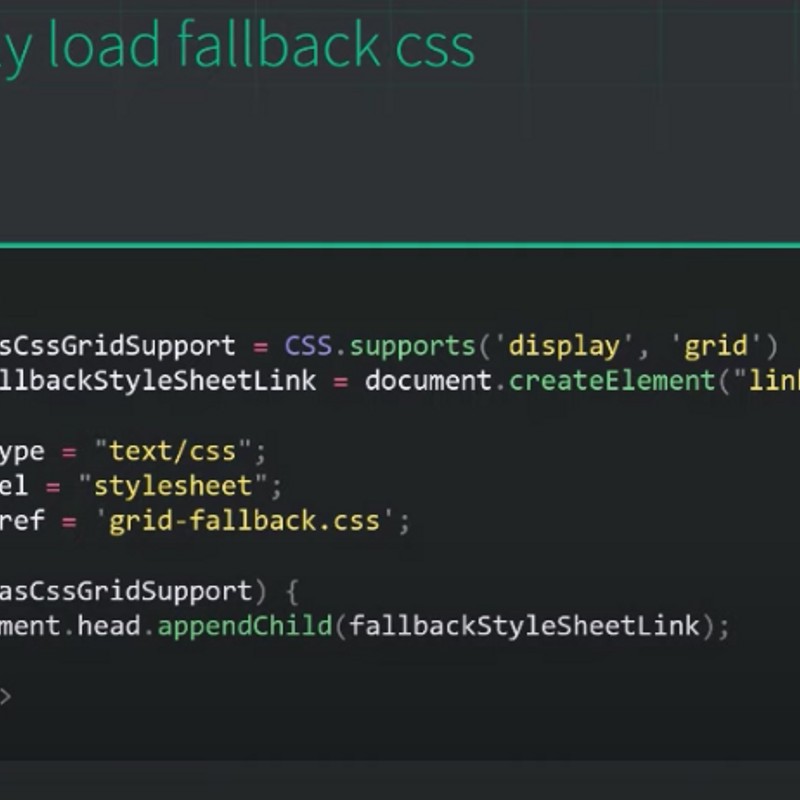 y load fallback css
sCssGridSupport = CSS.supports('display', 'grid')
llbackStyleSheetLink = document.createElement("link
ype = "text/css";
el = "stylesheet";
ref = 'grid-fallback.css';
asCssGridSupport) {
ment.head.appendChild(fallbackStyleSheetLink);
>